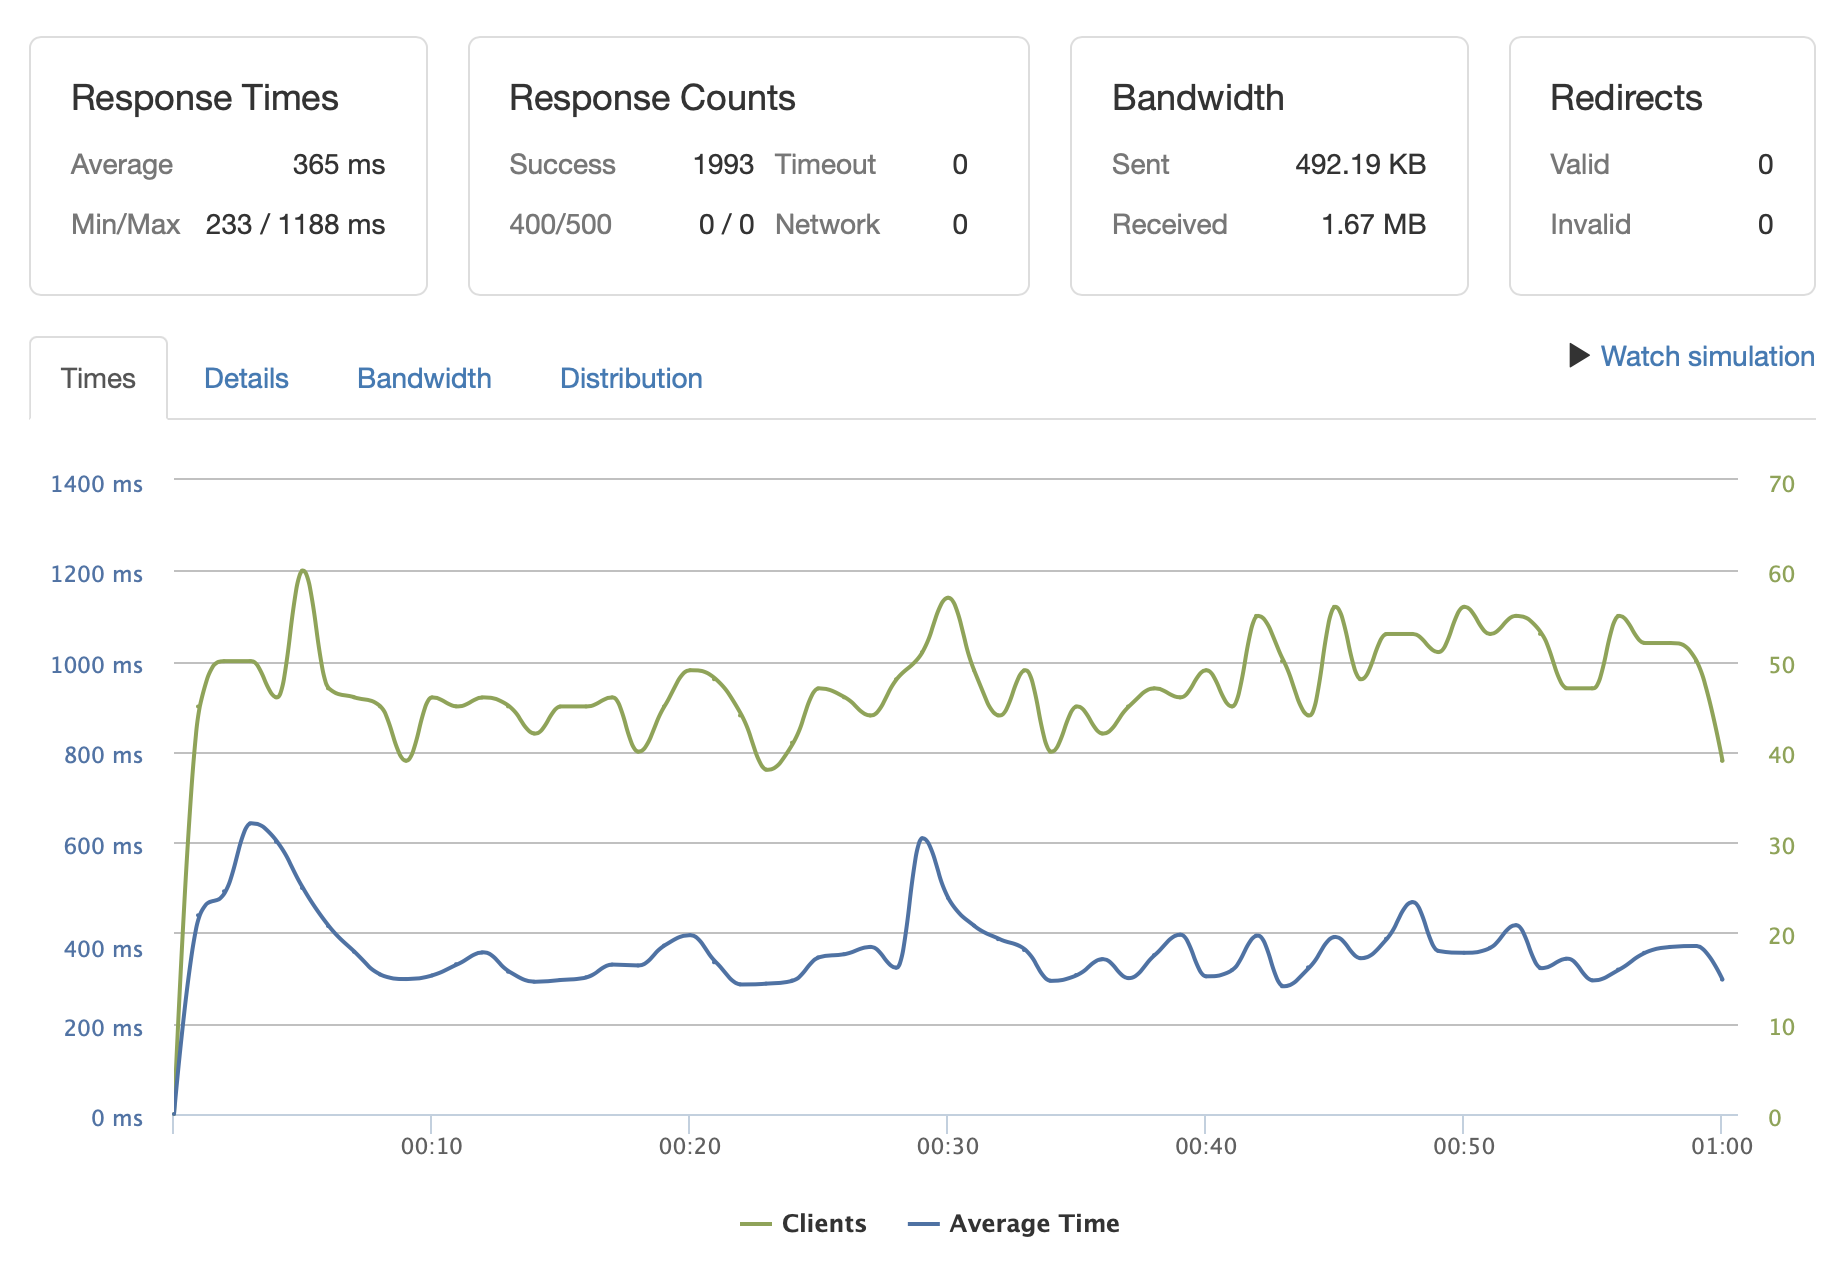 Response Times
Average 365 ms
Min/Max 233 / 1188 ms
Response Counts
Success 1993 Timeout 0
400/500 0 / 0 Network 0
Bandwidth
Sent 492.19 KB
Received 1.67 MB
Redirects
Valid 0
Invalid 0
Times Details Bandwidth Distribution
Watch simulation
1400 ms 70
1200 ms 60
1000 ms 50
800 ms 40
600 ms 30
400 ms 20
200 ms 10
0 ms 0
00:10 00:20 00:30 00:40 00:50 01:00
Clients Average Time